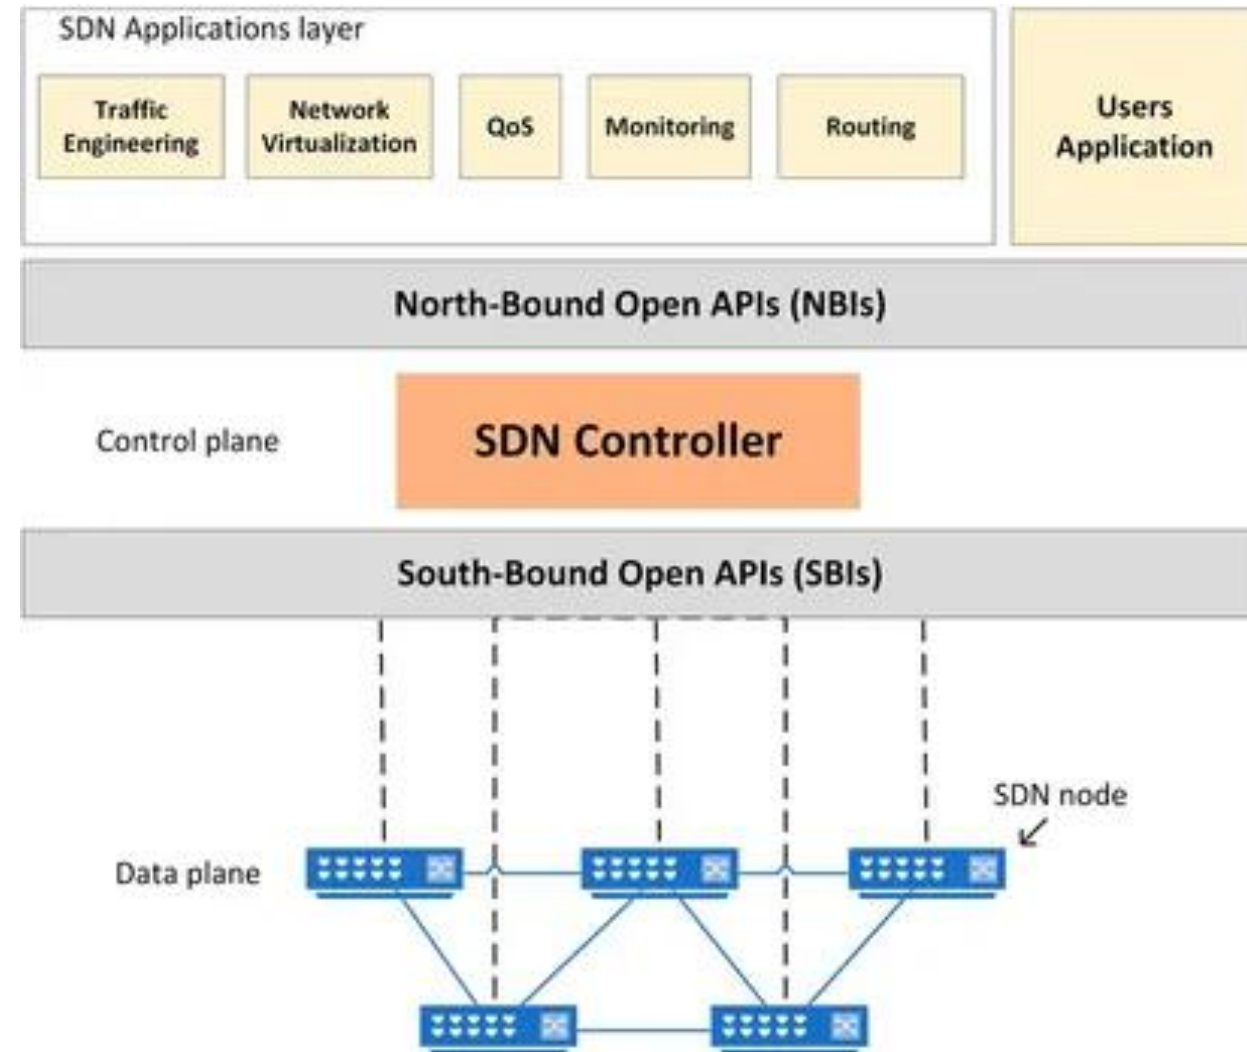 SDN Applications layer
Traffic
Engineering
Network
Virtualization
QoS
Monitoring
Routing
Users
Application
North-Bound Open APIs (NBIs)
Control plane
SDN Controller
South-Bound Open APIs (SBIs)
SDN node
Data plane